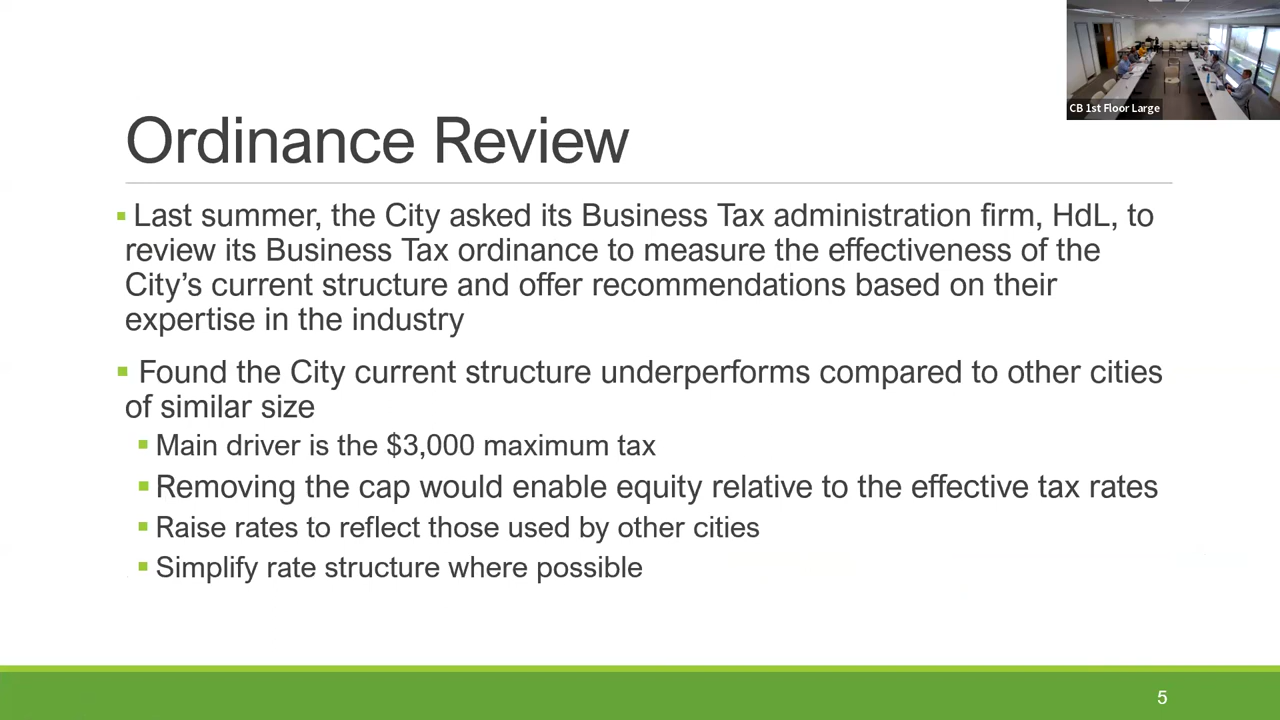 CB 1st Floor Large
Ordinance Review
▪ Last summer, the City asked its Business Tax administration firm, HdL, to
review its Business Tax ordinance to measure the effectiveness of the
City’s current structure and offer recommendations based on their
expertise in the industry
▪ Found the City current structure underperforms compared to other cities
of similar size
▪ Main driver is the $3,000 maximum tax
▪ Removing the cap would enable equity relative to the effective tax rates
▪ Raise rates to reflect those used by other cities
▪ Simplify rate structure where possible
5